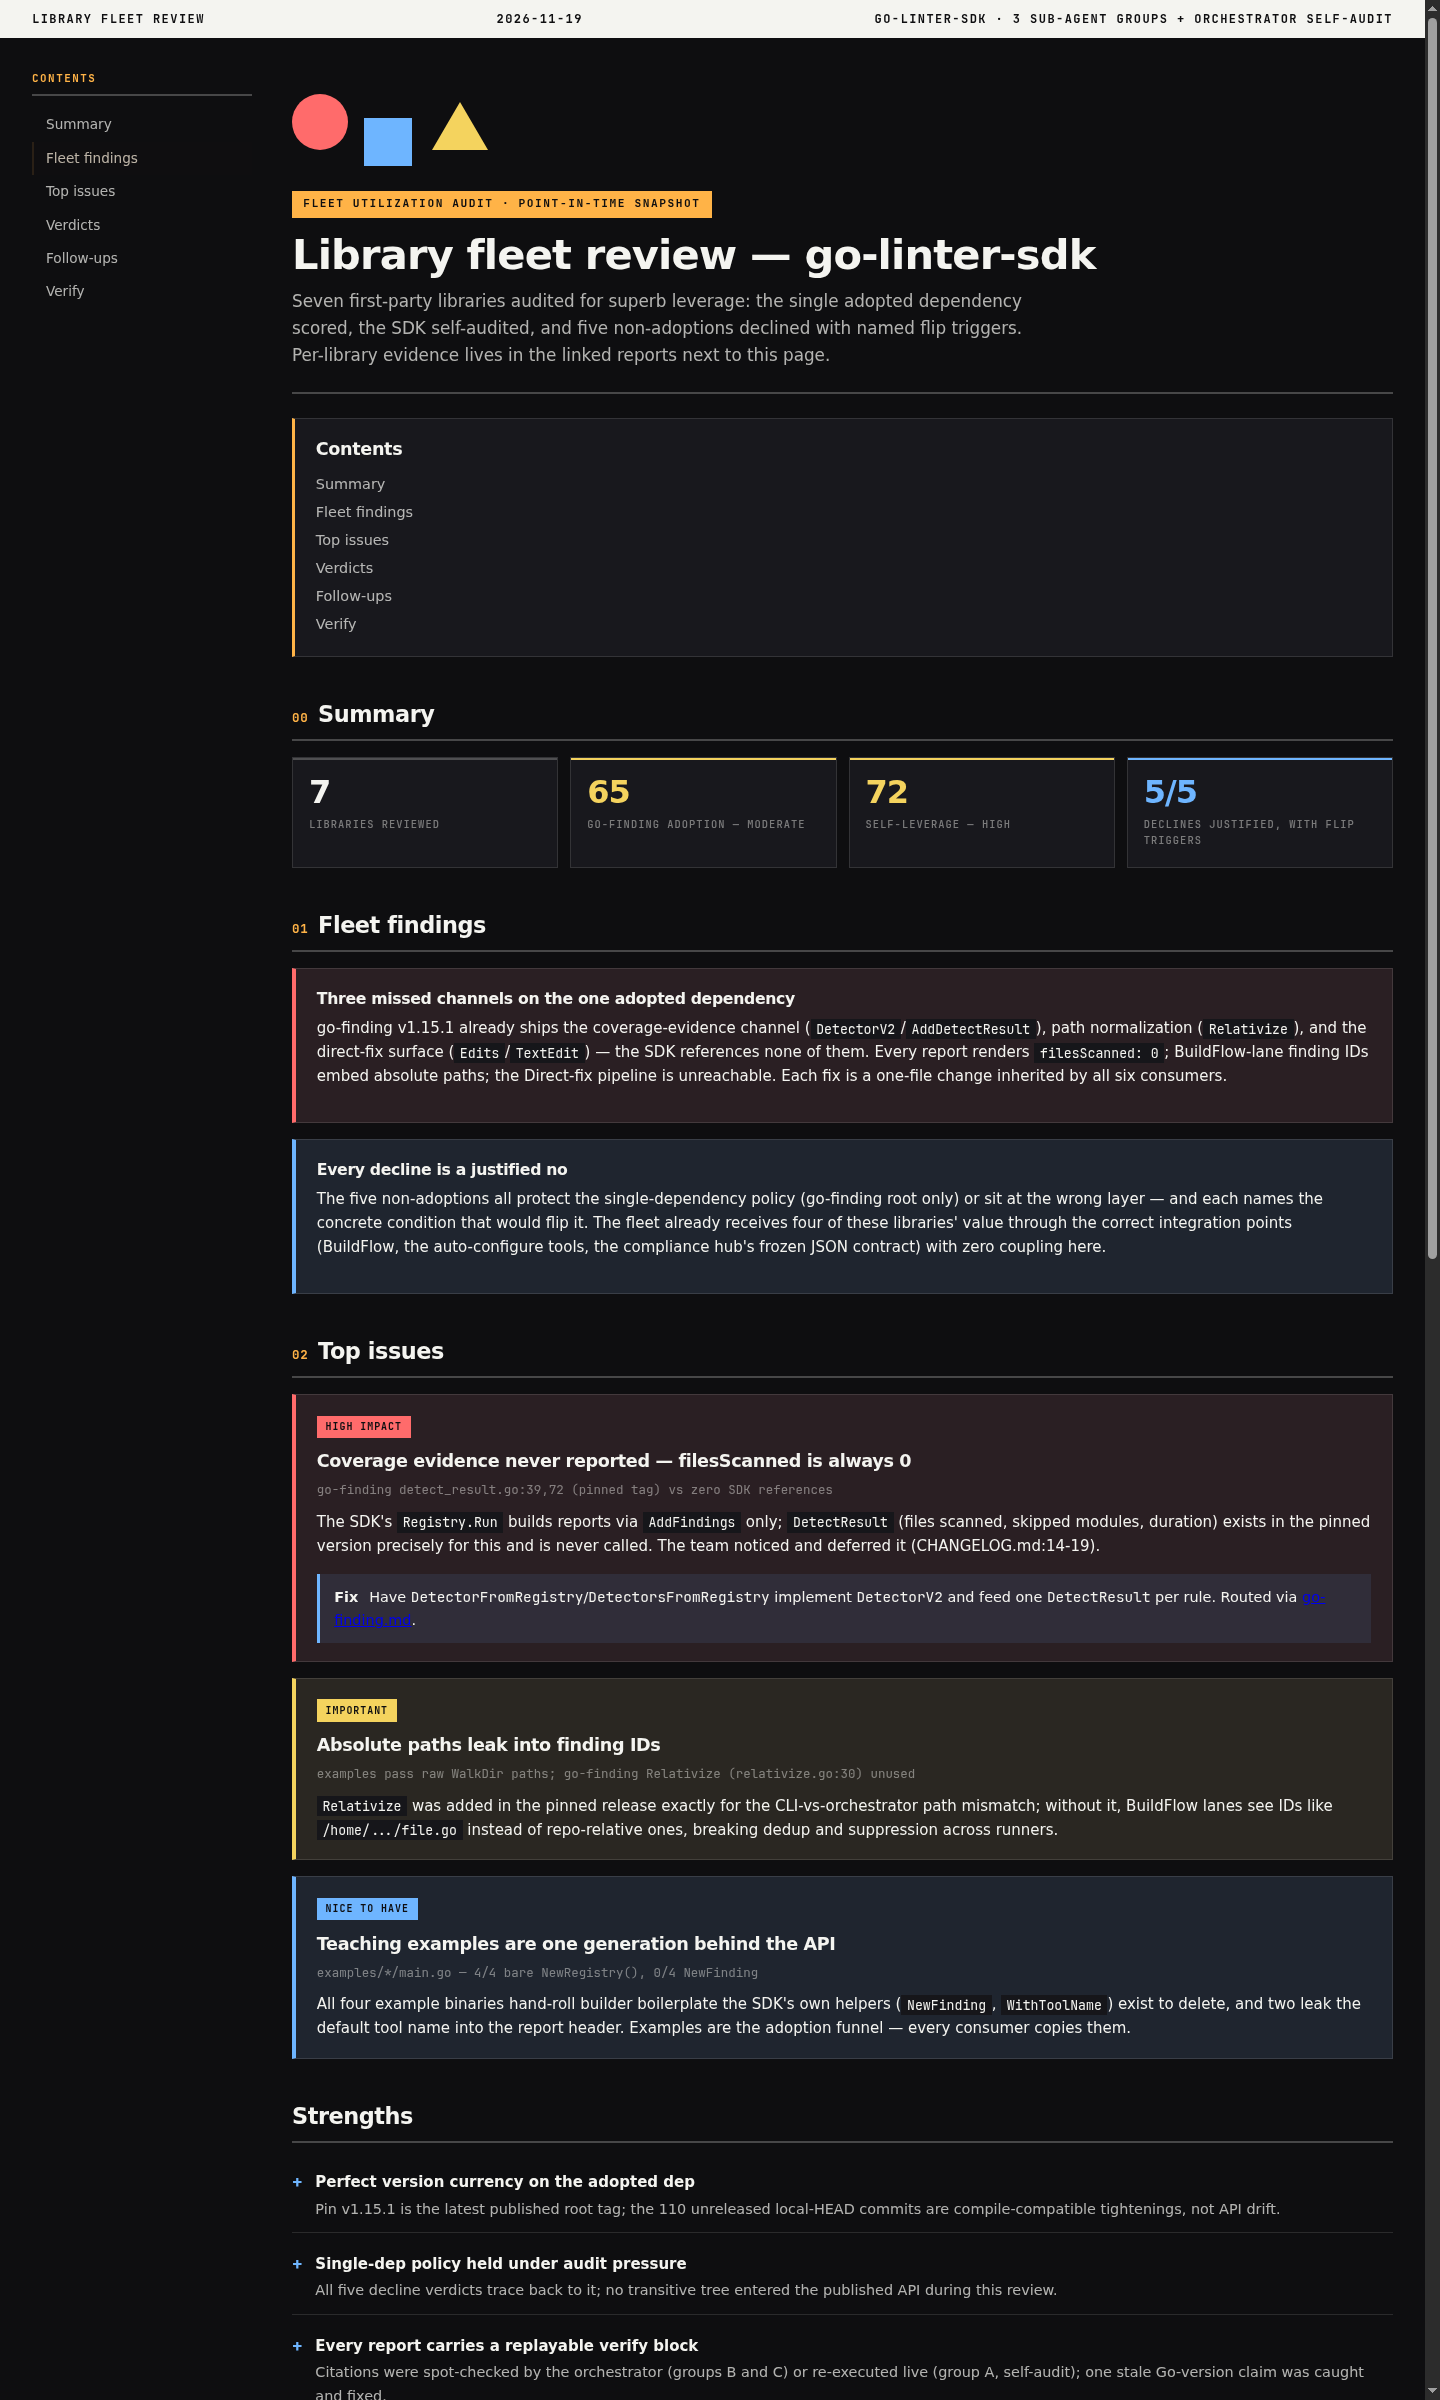 LIBRARY FLEET REVIEW
2026-11-19
GO-LINTER-SDK · 3 SUB-AGENT GROUPS + ORCHESTRATOR SELF-AUDIT
CONTENTS
Summary
Fleet findings
Top issues
Verdicts
Follow-ups
Verify
FLEET UTILIZATION AUDIT · POINT-IN-TIME SNAPSHOT
Library fleet review — go-linter-sdk
Seven first-party libraries audited for superb leverage: the single adopted dependency
scored, the SDK self-audited, and five non-adoptions declined with named flip triggers.
Per-library evidence lives in the linked reports next to this page.
Contents
Summary
Fleet findings
Top issues
Verdicts
Follow-ups
Verify
00 Summary
7
LIBRARIES REVIEWED
65
GO-FINDING ADOPTION — MODERATE
72
SELF-LEVERAGE — HIGH
5/5
DECLINES JUSTIFIED, WITH FLIP
TRIGGERS
01 Fleet findings
Three missed channels on the one adopted dependency
go-finding v1.15.1 already ships the coverage-evidence channel (DetectorV2/AddDetectResult), path normalization (Relativize), and the
direct-fix surface (Edits/TextEdit) — the SDK references none of them. Every report renders filesScanned: 0; BuildFlow-lane finding IDs
embed absolute paths; the Direct-fix pipeline is unreachable. Each fix is a one-file change inherited by all six consumers.
Every decline is a justified no
The five non-adoptions all protect the single-dependency policy (go-finding root only) or sit at the wrong layer — and each names the
concrete condition that would flip it. The fleet already receives four of these libraries' value through the correct integration points
(BuildFlow, the auto-configure tools, the compliance hub's frozen JSON contract) with zero coupling here.
02 Top issues
HIGH IMPACT
Coverage evidence never reported — filesScanned is always 0
go-finding detect_result.go:39,72 (pinned tag) vs zero SDK references
The SDK's Registry.Run builds reports via AddFindings only; DetectResult (files scanned, skipped modules, duration) exists in the pinned
version precisely for this and is never called. The team noticed and deferred it (CHANGELOG.md:14-19).
Fix Have DetectorFromRegistry/DetectorsFromRegistry implement DetectorV2 and feed one DetectResult per rule. Routed via go-
finding.md.
IMPORTANT
Absolute paths leak into finding IDs
examples pass raw WalkDir paths; go-finding Relativize (relativize.go:30) unused
Relativize was added in the pinned release exactly for the CLI-vs-orchestrator path mismatch; without it, BuildFlow lanes see IDs like
/home/.../file.go instead of repo-relative ones, breaking dedup and suppression across runners.
NICE TO HAVE
Teaching examples are one generation behind the API
examples/*/main.go — 4/4 bare NewRegistry(), 0/4 NewFinding
All four example binaries hand-roll builder boilerplate the SDK's own helpers (NewFinding, WithToolName) exist to delete, and two leak the
default tool name into the report header. Examples are the adoption funnel — every consumer copies them.
Strengths
+ Perfect version currency on the adopted dep
Pin v1.15.1 is the latest published root tag; the 110 unreleased local-HEAD commits are compile-compatible tightenings, not API drift.
+ Single-dep policy held under audit pressure
All five decline verdicts trace back to it; no transitive tree entered the published API during this review.
+ Every report carries a replayable verify block
Citations were spot-checked by the orchestrator (groups B and C) or re-executed live (group A, self-audit); one stale Go-version claim was caught
and fixed.